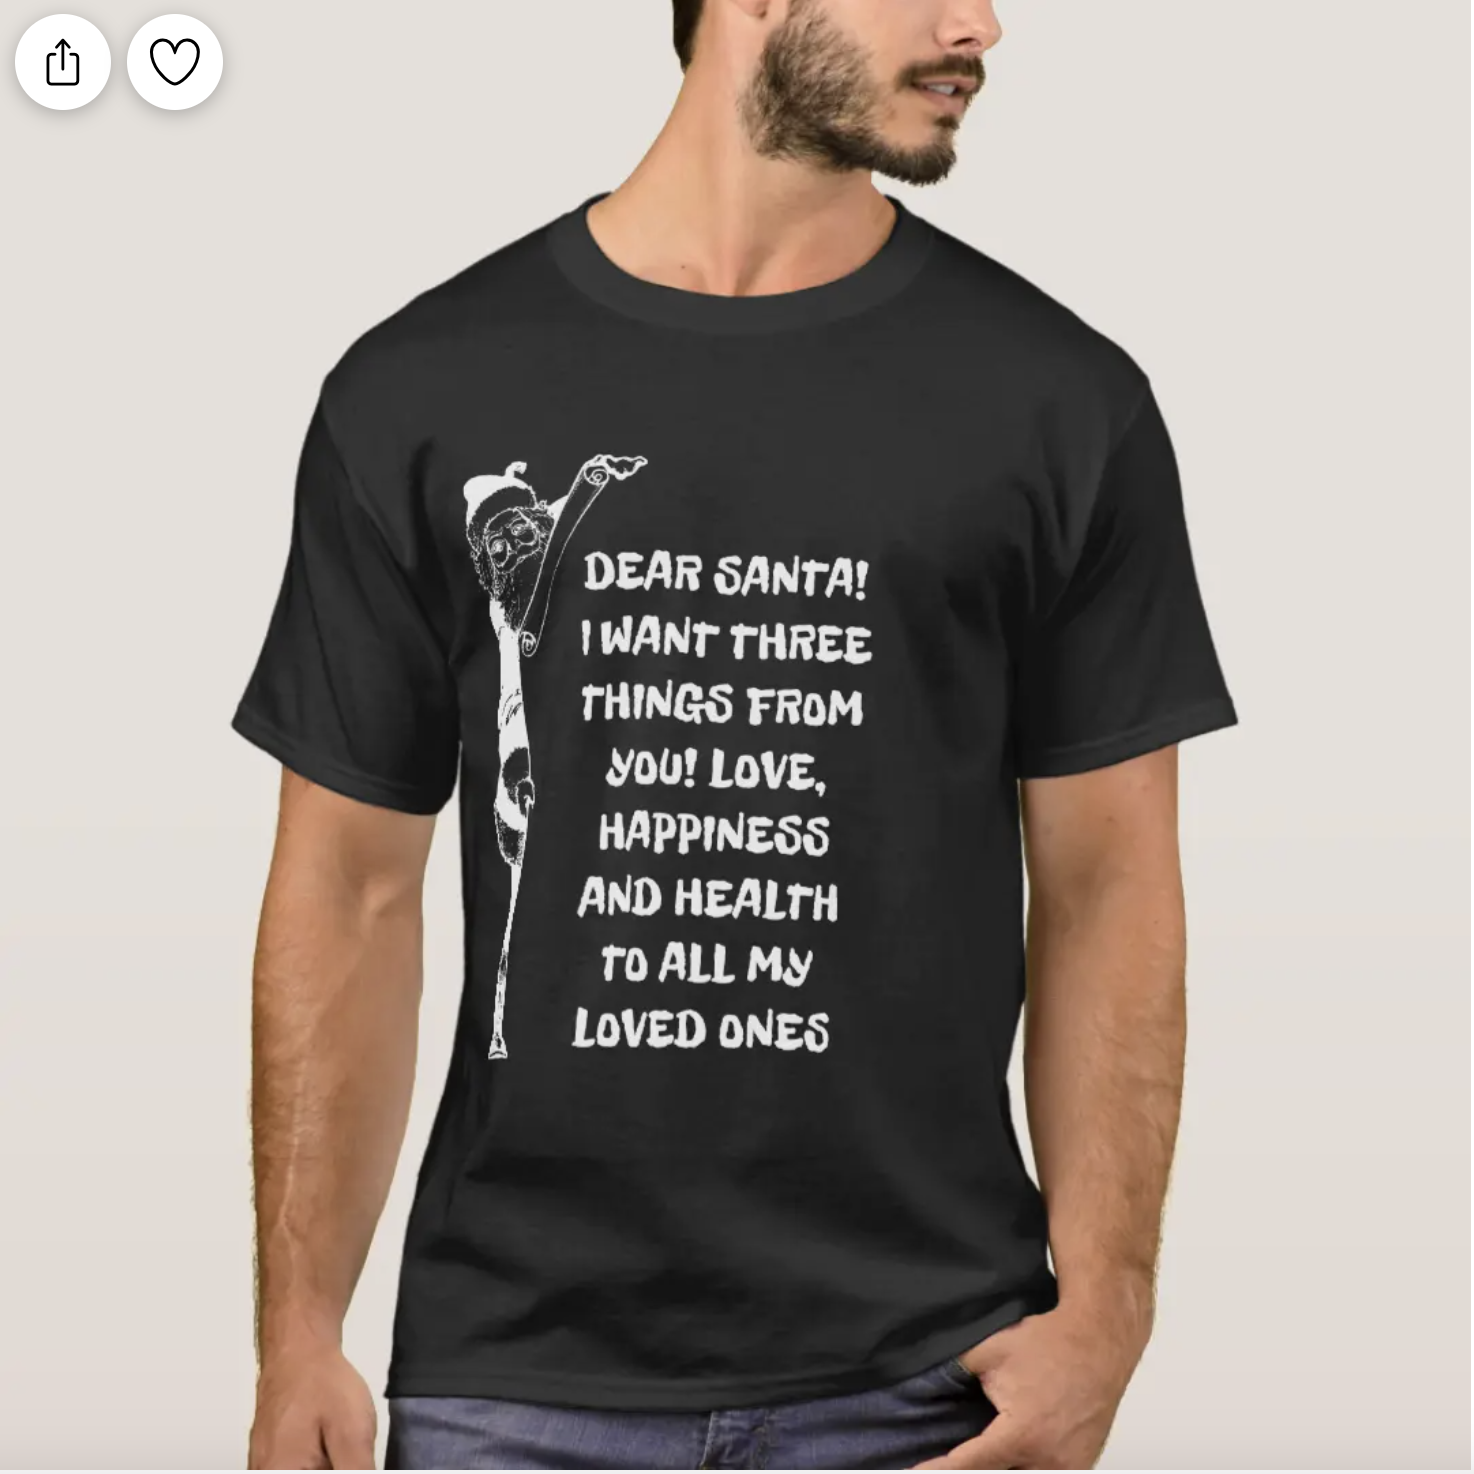 DEAR SANTA!
I WANT THREE
THINGS FROM
YOU! LOVE,
HAPPINESS
AND HEALTH
TO ALL MY
LOVED ONES